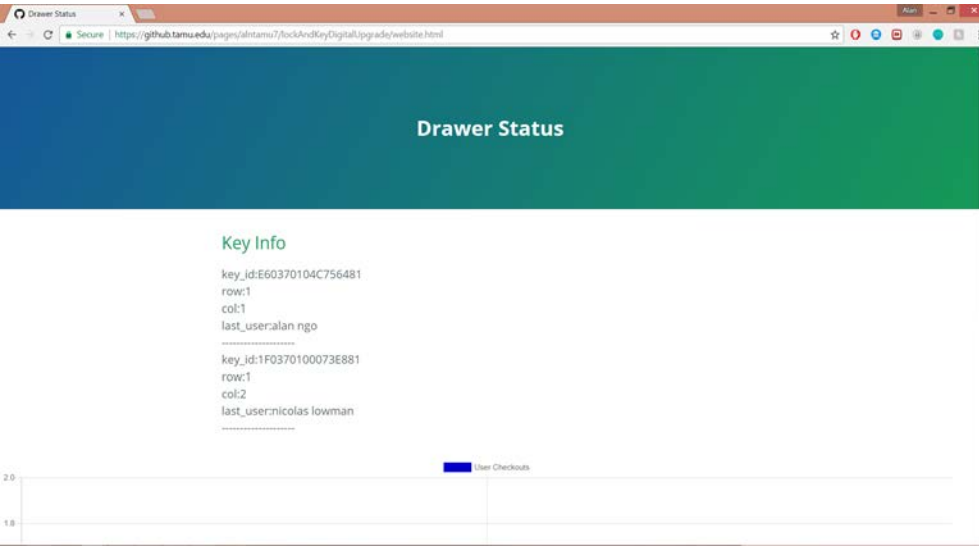 Drawer Status
Alan
Secure | https://github.tamu.edu/pages/alntamu7/lockAndKeyDigitalUpgrade/website.html
Drawer Status
Key Info
key_id:E60370104C756481
row:1
col:1
last_user:alan ngo
--------------------
key_id:1F0370100073E881
row:1
col:2
last_user:nicolas lowman
--------------------
User Checkouts
2.0
1.8